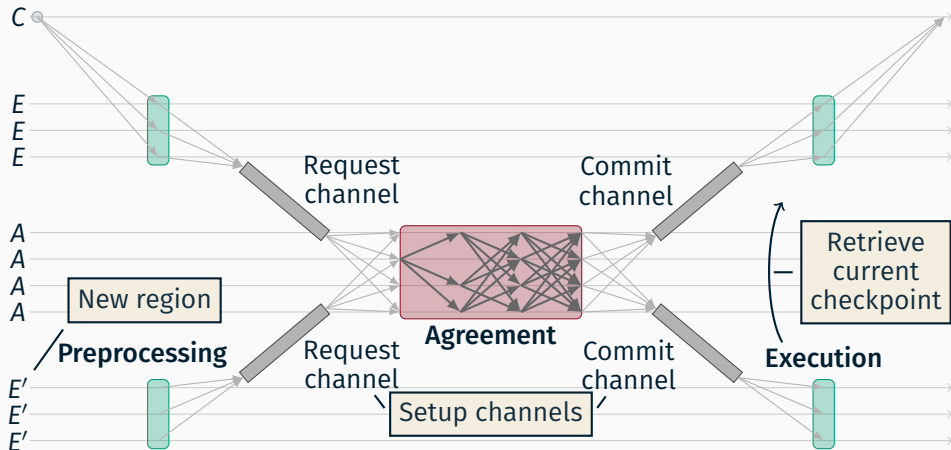 C
E
E
E
Request
channel
Commit
channel
A
A
A
A
Retrieve
current
checkpoint
New region
Agreement
Preprocessing
Request
channel
Commit
channel
Execution
E′
E′
E′
Setup channels